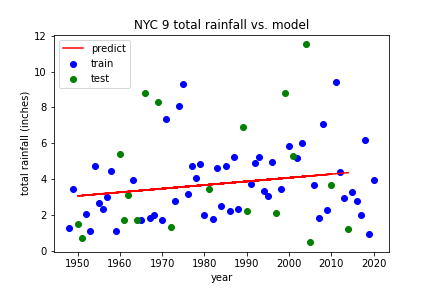 NYC 9 total rainfall vs. model
12
10
8
6
4
2
0
total rainfall (inches)
predict
train
test
1950 1960 1970 1980 1990 2000 2010 2020
year